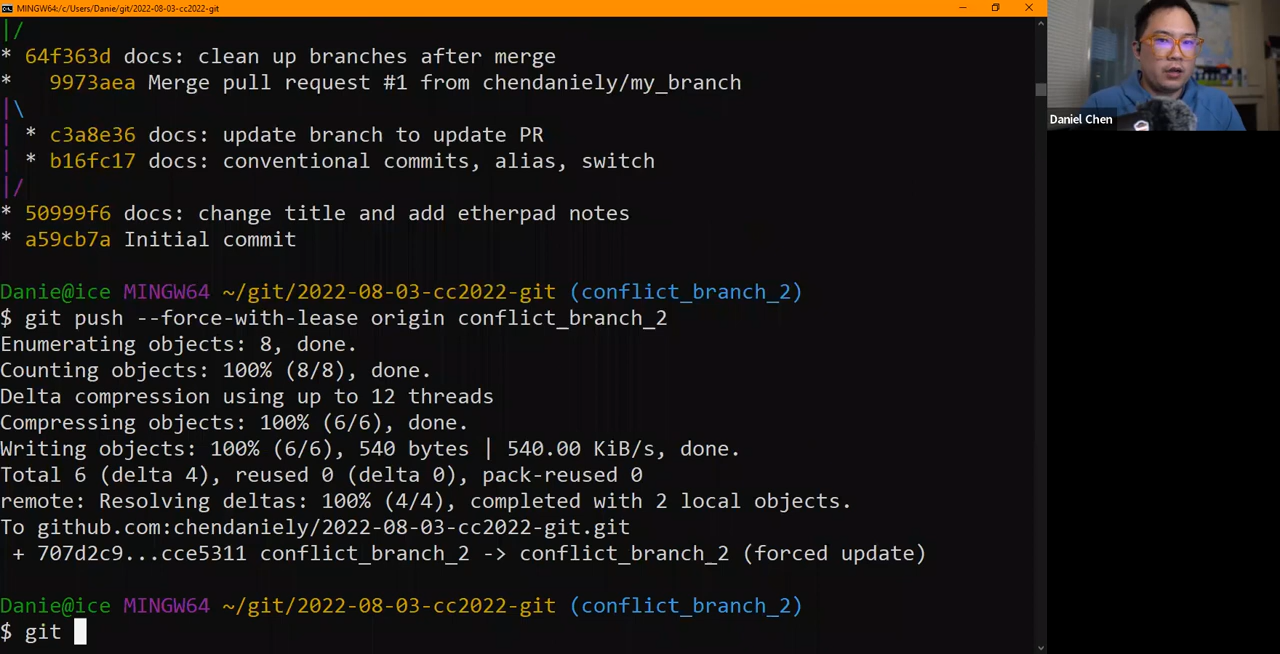 MINGW64:/c/Users/Danie/git/2022-08-03-cc2022-git
|/
* 64f363d docs: clean up branches after merge
*   9973aea Merge pull request #1 from chendaniely/my_branch
|\
| * c3a8e36 docs: update branch to update PR
| * b16fc17 docs: conventional commits, alias, switch
|/
* 50999f6 docs: change title and add etherpad notes
* a59cb7a Initial commit
Danie@ice MINGW64 ~/git/2022-08-03-cc2022-git (conflict_branch_2)
$ git push --force-with-lease origin conflict_branch_2
Enumerating objects: 8, done.
Counting objects: 100% (8/8), done.
Delta compression using up to 12 threads
Compressing objects: 100% (6/6), done.
Writing objects: 100% (6/6), 540 bytes | 540.00 KiB/s, done.
Total 6 (delta 4), reused 0 (delta 0), pack-reused 0
remote: Resolving deltas: 100% (4/4), completed with 2 local objects.
To github.com:chendaniely/2022-08-03-cc2022-git.git
 + 707d2c9...cce5311 conflict_branch_2 -> conflict_branch_2 (forced update)
Danie@ice MINGW64 ~/git/2022-08-03-cc2022-git (conflict_branch_2)
$ git
Daniel Chen